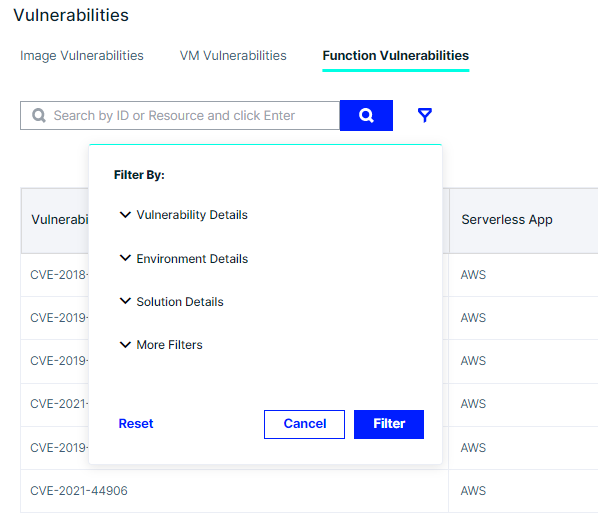 Vulnerabilities
Image Vulnerabilities VM Vulnerabilities Function Vulnerabilities
Search by ID or Resource and click Enter
Filter By:
Vulnerability Details
Environment Details
Solution Details
More Filters
Reset Cancel Filter
Vulnerabi Serverless App
CVE-2018- AWS
CVE-2019- AWS
CVE-2019- AWS
CVE-2021- AWS
CVE-2019- AWS
CVE-2021-44906 AWS